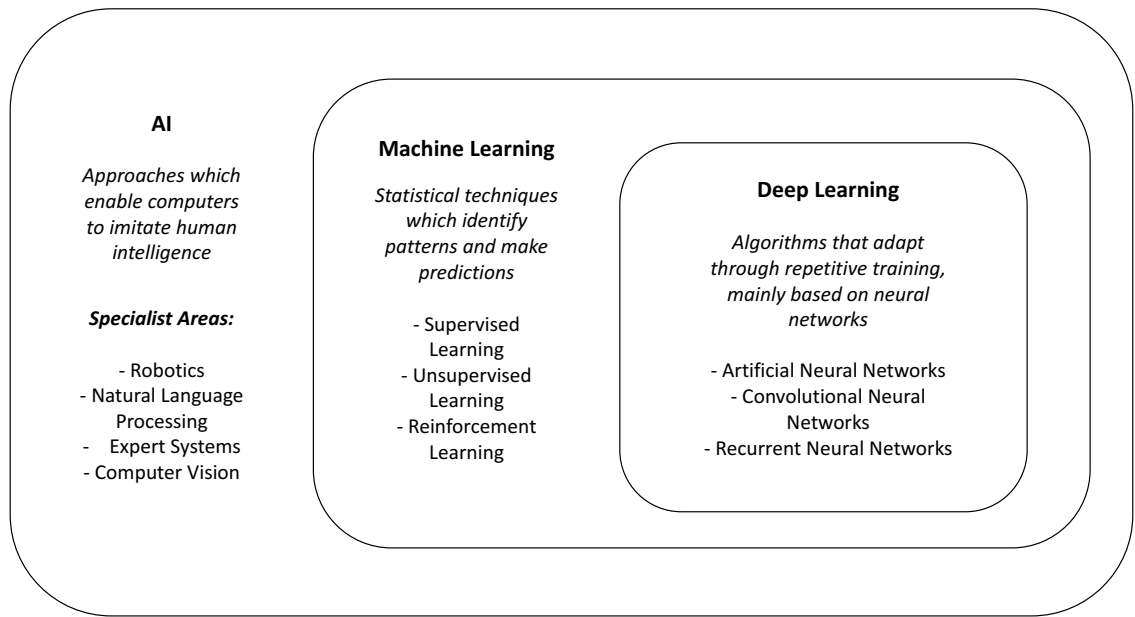 AI
Approaches which
enable computers
to imitate human
intelligence
Specialist Areas:
- Robotics
- Natural Language
Processing
- Expert Systems
- Computer Vision
Machine Learning
Statistical techniques
which identify
patterns and make
predictions
- Supervised
Learning
- Unsupervised
Learning
- Reinforcement
Learning
Deep Learning
Algorithms that adapt
through repetitive training,
mainly based on neural
networks
- Artificial Neural Networks
- Convolutional Neural
Networks
- Recurrent Neural Networks